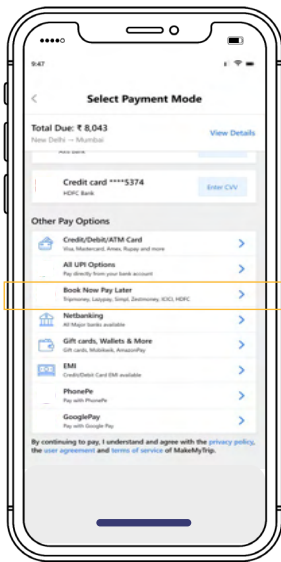 9:47
Select Payment Mode
Total Due: ₹ 8,043
View Details
New Delhi → Mumbai
Axis Bank
Credit card ****5374
Enter CVV
HDFC Bank
Other Pay Options
Credit/Debit/ATM Card
Visa, Mastercard, Amex, Rupay and more
All UPI Options
Pay directly from your bank account
Book Now Pay Later
Tripmoney, Lazypay, Simpl, Zestmoney, ICICI, HDFC
Netbanking
All Major banks available
Gift cards, Wallets & More
Gift cards, Mobikwik, AmazonPay
EMI
Credit/Debit Card EMI available
PhonePe
Pay with PhonePe
GooglePay
Pay with Google Pay
By continuing to pay, I understand and agree with the privacy policy,
the user agreement and terms of service of MakeMyTrip.